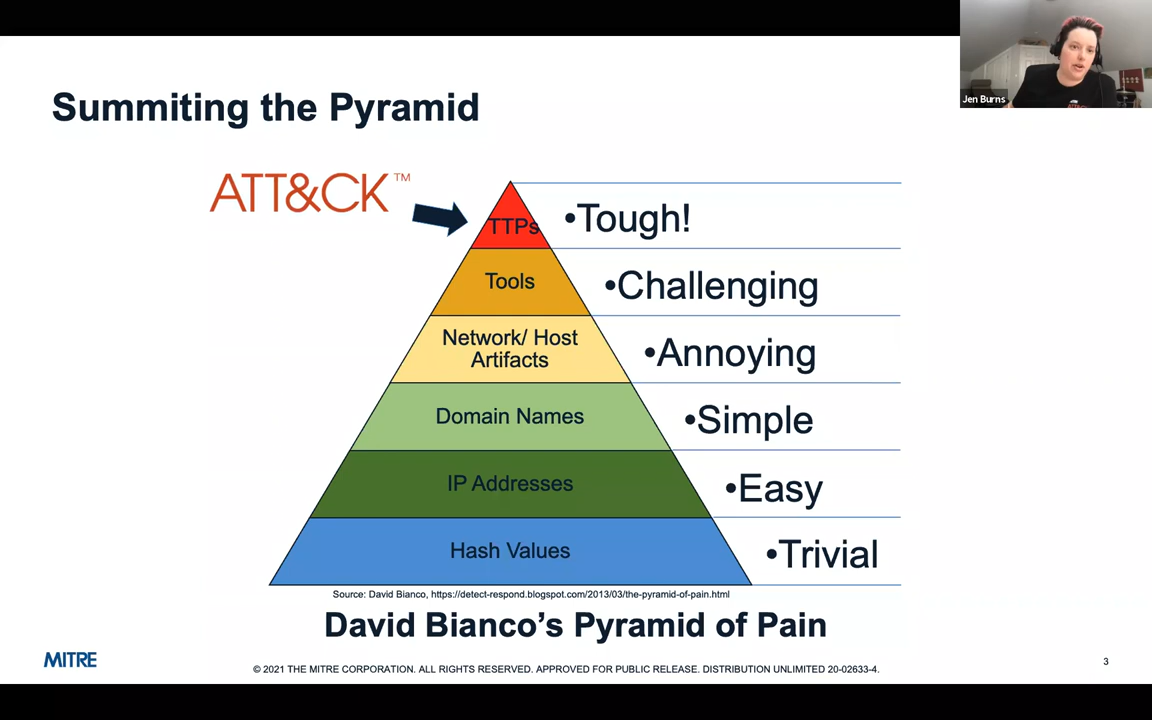 Jen Burns
Summiting the Pyramid
ATT&CK™
TTPs
•Tough!
Tools
•Challenging
Network/ Host
Artifacts
•Annoying
Domain Names
•Simple
IP Addresses
•Easy
Hash Values
•Trivial
Source: David Bianco, https://detect-respond.blogspot.com/2013/03/the-pyramid-of-pain.html
David Bianco’s Pyramid of Pain
MITRE
© 2021 THE MITRE CORPORATION. ALL RIGHTS RESERVED. APPROVED FOR PUBLIC RELEASE. DISTRIBUTION UNLIMITED 20-02633-4.
3